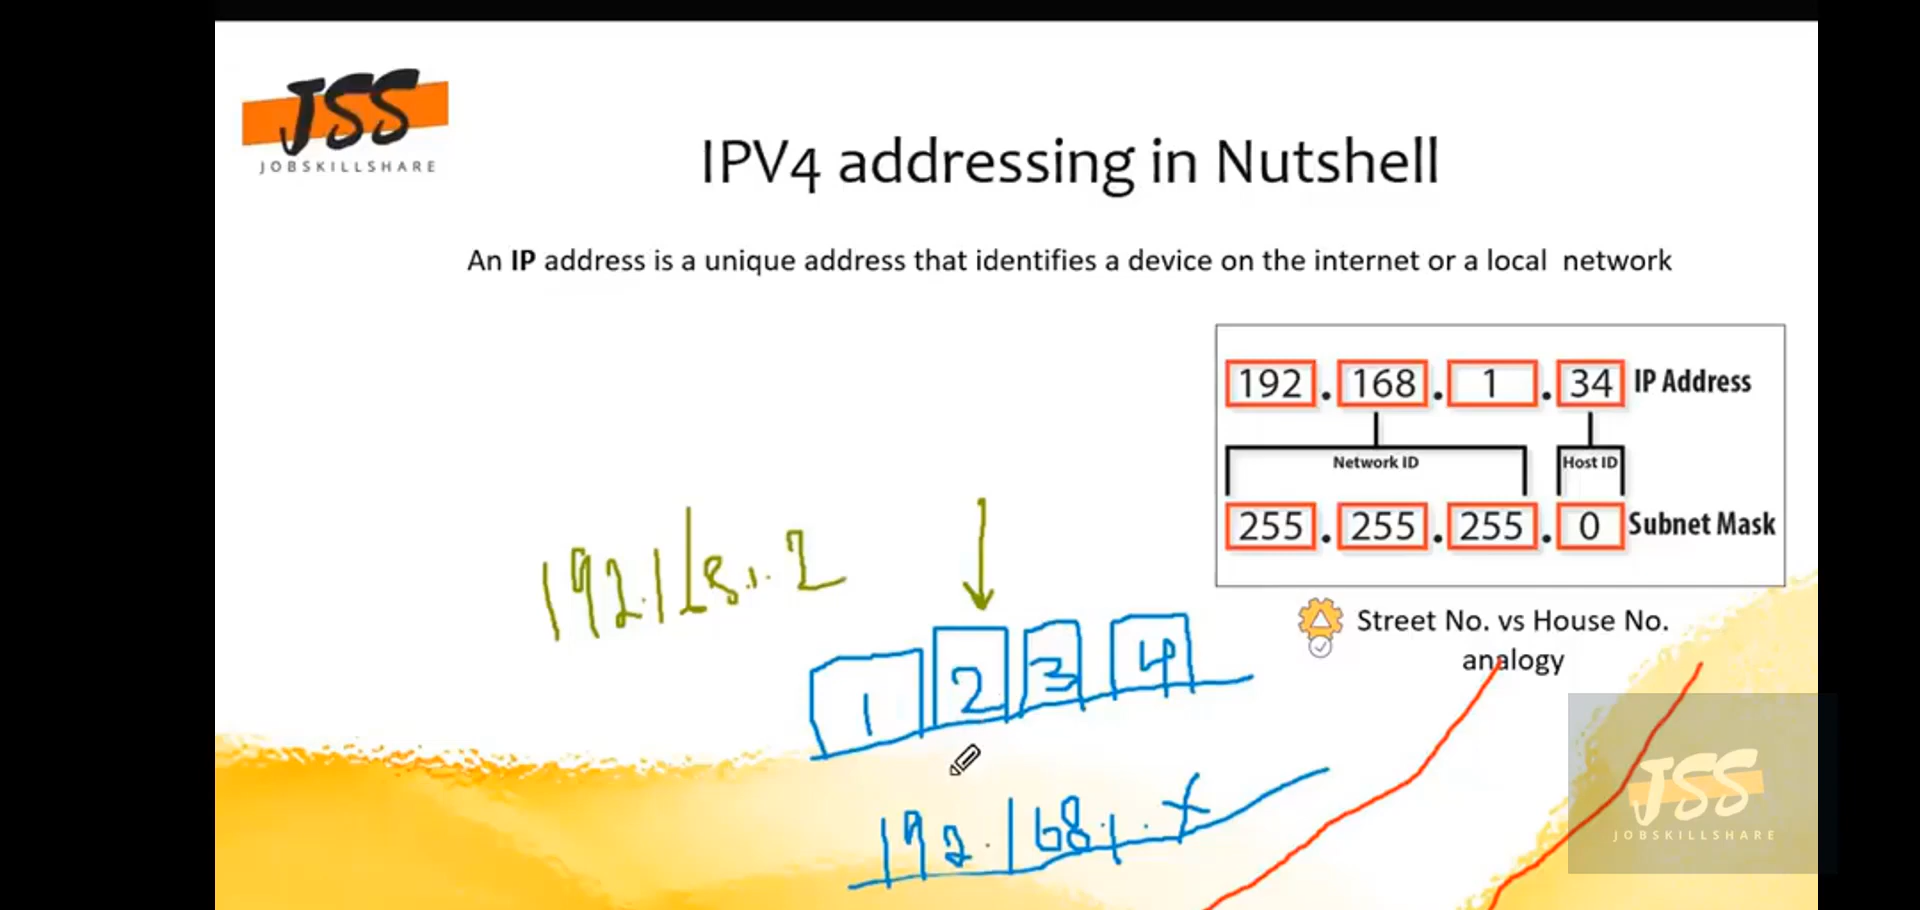 JSS
JOBSKILLSHARE
IPV4 addressing in Nutshell
An IP address is a unique address that identifies a device on the internet or a local network
192 . 168 . 1 . 34 IP Address
Network ID Host ID
255 . 255 . 255 . 0 Subnet Mask
192.168.1.2
Street No. vs House No.
analogy
1 2 3 4
192.168.1.x
JSS
JOBSKILLSHARE